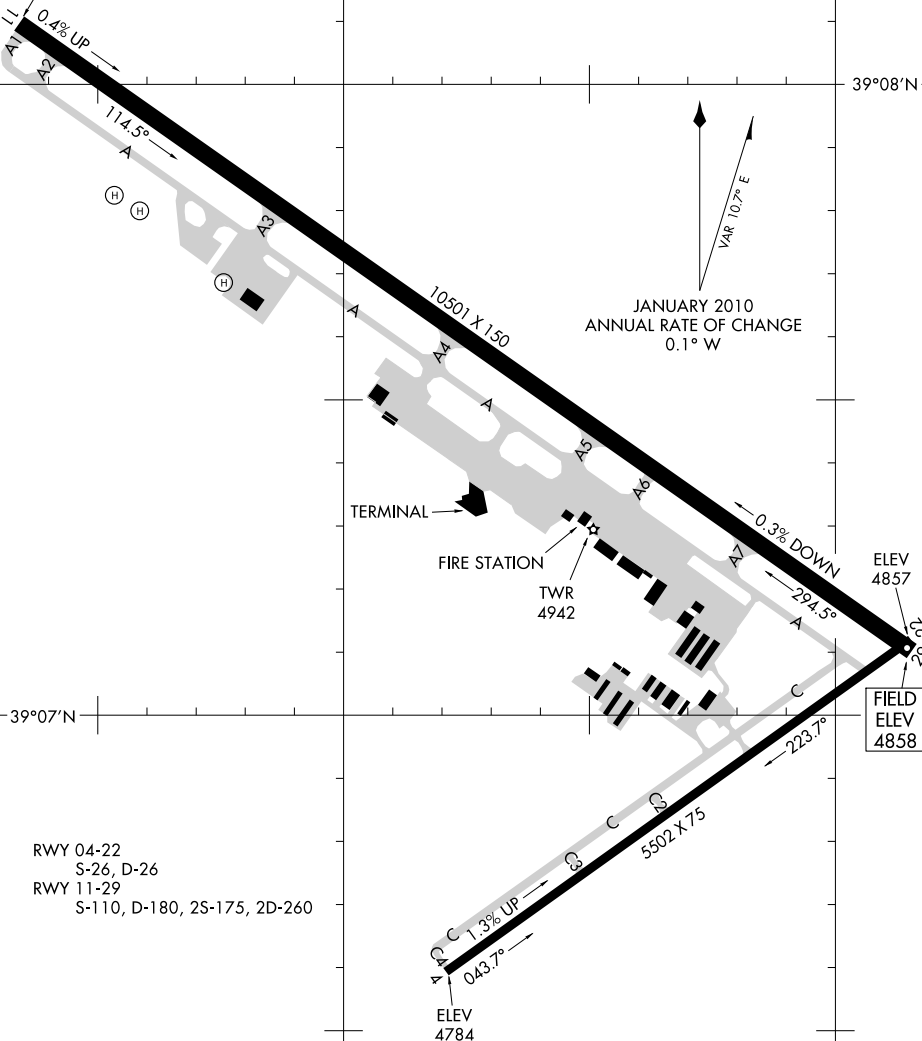 11
0.4% UP
A1
A2
39°08'N
114.5°
A
H
H
VAR 10.7° E
A3
H
JANUARY 2010
ANNUAL RATE OF CHANGE
0.1° W
10501 X 150
A
A4
A
A5
A6
TERMINAL
0.3% DOWN
FIRE STATION
A7
ELEV
4857
TWR
4942
294.5°
A
22
29
C
FIELD
ELEV
4858
39°07'N
223.7°
C2
5502 X 75
C
C3
RWY 04-22
S-26, D-26
RWY 11-29
S-110, D-180, 2S-175, 2D-260
1.3% UP
C
C4
4
043.7°
ELEV
4784